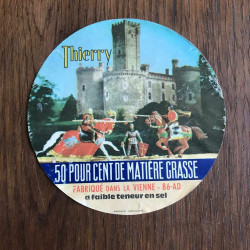 Thierry
50 POUR CENT DE MATIÈRE GRASSE
FABRIQUÉ DANS LA VIENNE - 86-AD
a faible teneur en sel